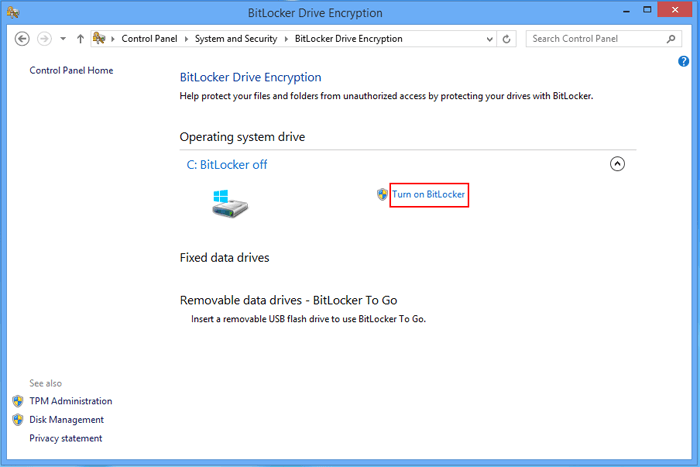 BitLocker Drive Encryption
Control Panel System and Security BitLocker Drive Encryption Search Control Panel
Control Panel Home
BitLocker Drive Encryption
Help protect your files and folders from unauthorized access by protecting your drives with BitLocker.
Operating system drive
C: BitLocker off
Turn on BitLocker
Fixed data drives
Removable data drives - BitLocker To Go
Insert a removable USB flash drive to use BitLocker To Go.
See also
TPM Administration
Disk Management
Privacy statement